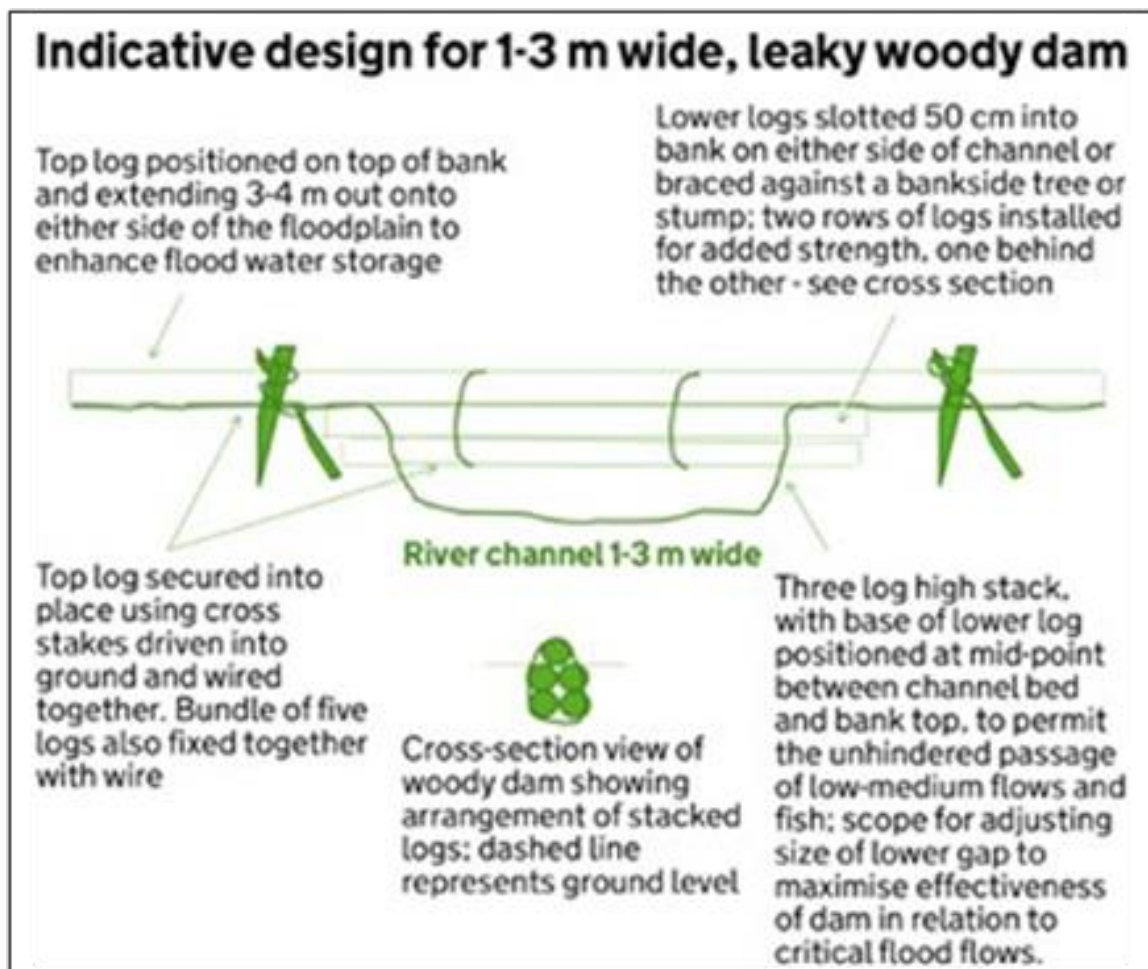 Indicative design for 1-3 m wide, leaky woody dam
Top log positioned on top of bank
and extending 3-4 m out onto
either side of the floodplain to
enhance flood water storage
Lower logs slotted 50 cm into
bank on either side of channel or
braced against a bankside tree or
stump; two rows of logs installed
for added strength, one behind
the other - see cross section
River channel 1-3 m wide
Top log secured into
place using cross
stakes driven into
ground and wired
together. Bundle of five
logs also fixed together
with wire
Cross-section view of
woody dam showing
arrangement of stacked
logs; dashed line
represents ground level
Three log high stack,
with base of lower log
positioned at mid-point
between channel bed
and bank top, to permit
the unhindered passage
of low-medium flows and
fish; scope for adjusting
size of lower gap to
maximise effectiveness
of dam in relation to
critical flood flows.